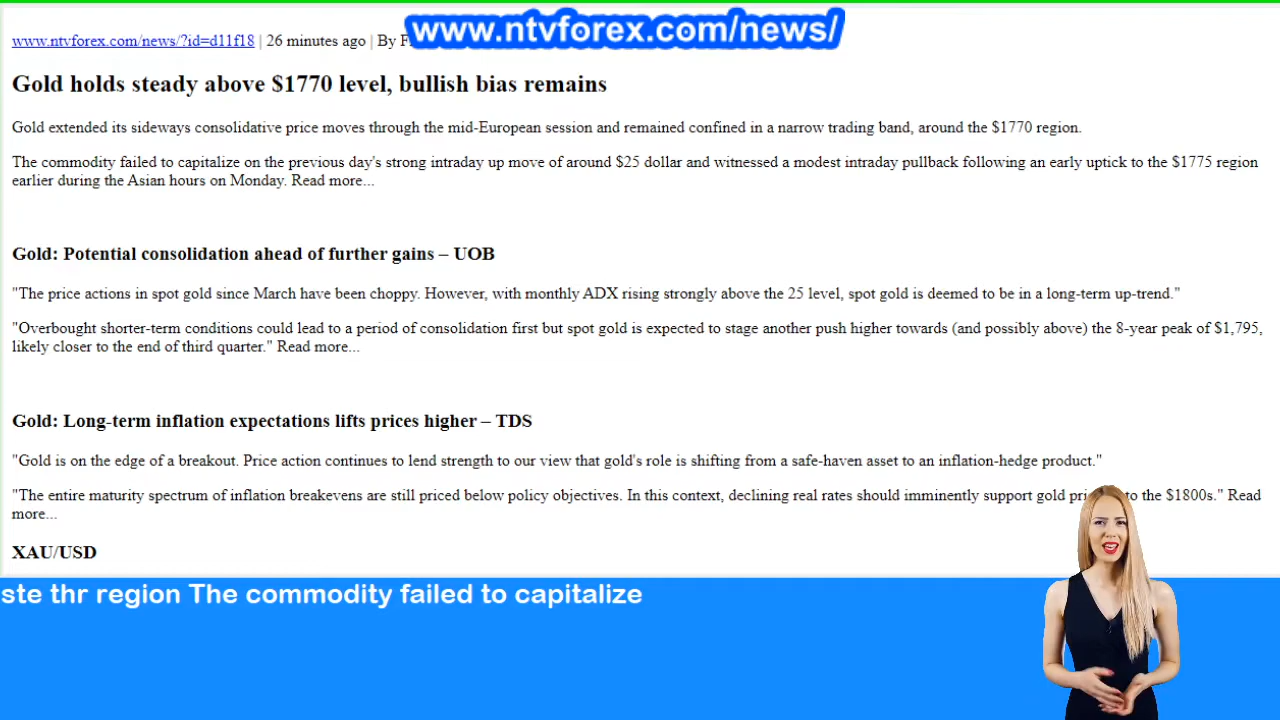 www.ntvforex.com/news/
www.ntvforex.com/news/?id=d11f18 | 26 minutes ago | By
Gold holds steady above $1770 level, bullish bias remains
Gold extended its sideways consolidative price moves through the mid-European session and remained confined in a narrow trading band, around the $1770 region.
The commodity failed to capitalize on the previous day's strong intraday up move of around $25 dollar and witnessed a modest intraday pullback following an early uptick to the $1775 region
earlier during the Asian hours on Monday. Read more...
Gold: Potential consolidation ahead of further gains – UOB
"The price actions in spot gold since March have been choppy. However, with monthly ADX rising strongly above the 25 level, spot gold is deemed to be in a long-term up-trend."
"Overbought shorter-term conditions could lead to a period of consolidation first but spot gold is expected to stage another push higher towards (and possibly above) the 8-year peak of $1,795,
likely closer to the end of third quarter." Read more...
Gold: Long-term inflation expectations lifts prices higher – TDS
"Gold is on the edge of a breakout. Price action continues to lend strength to our view that gold's role is shifting from a safe-haven asset to an inflation-hedge product."
"The entire maturity spectrum of inflation breakevens are still priced below policy objectives. In this context, declining real rates should imminently support gold the $1800s." Read
more...
XAU/USD
ste thr region The commodity failed to capitalize